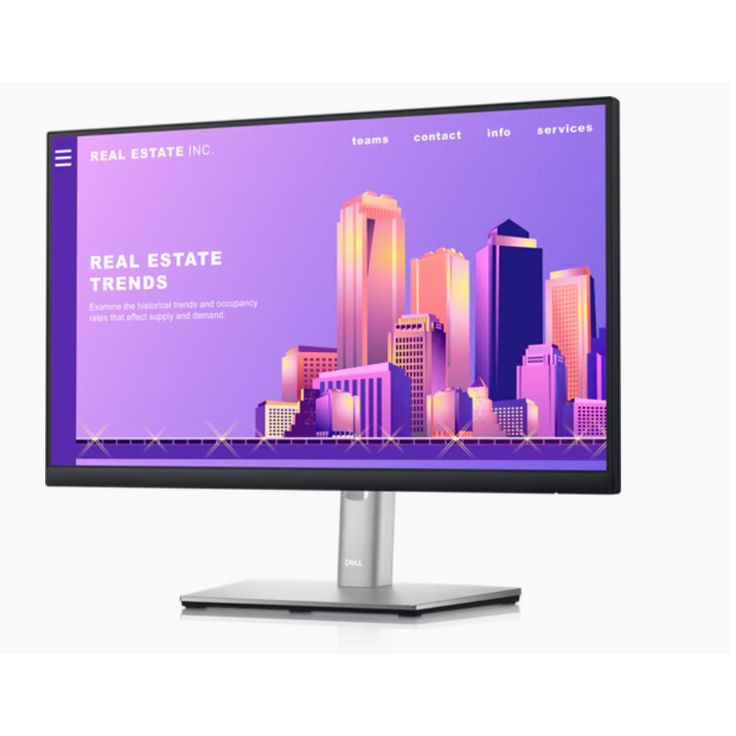 REAL ESTATE INC.
teams contact info services
REAL ESTATE
TRENDS
Examine the historical trends and occupancy
rates that affect supply and demand.
DELL